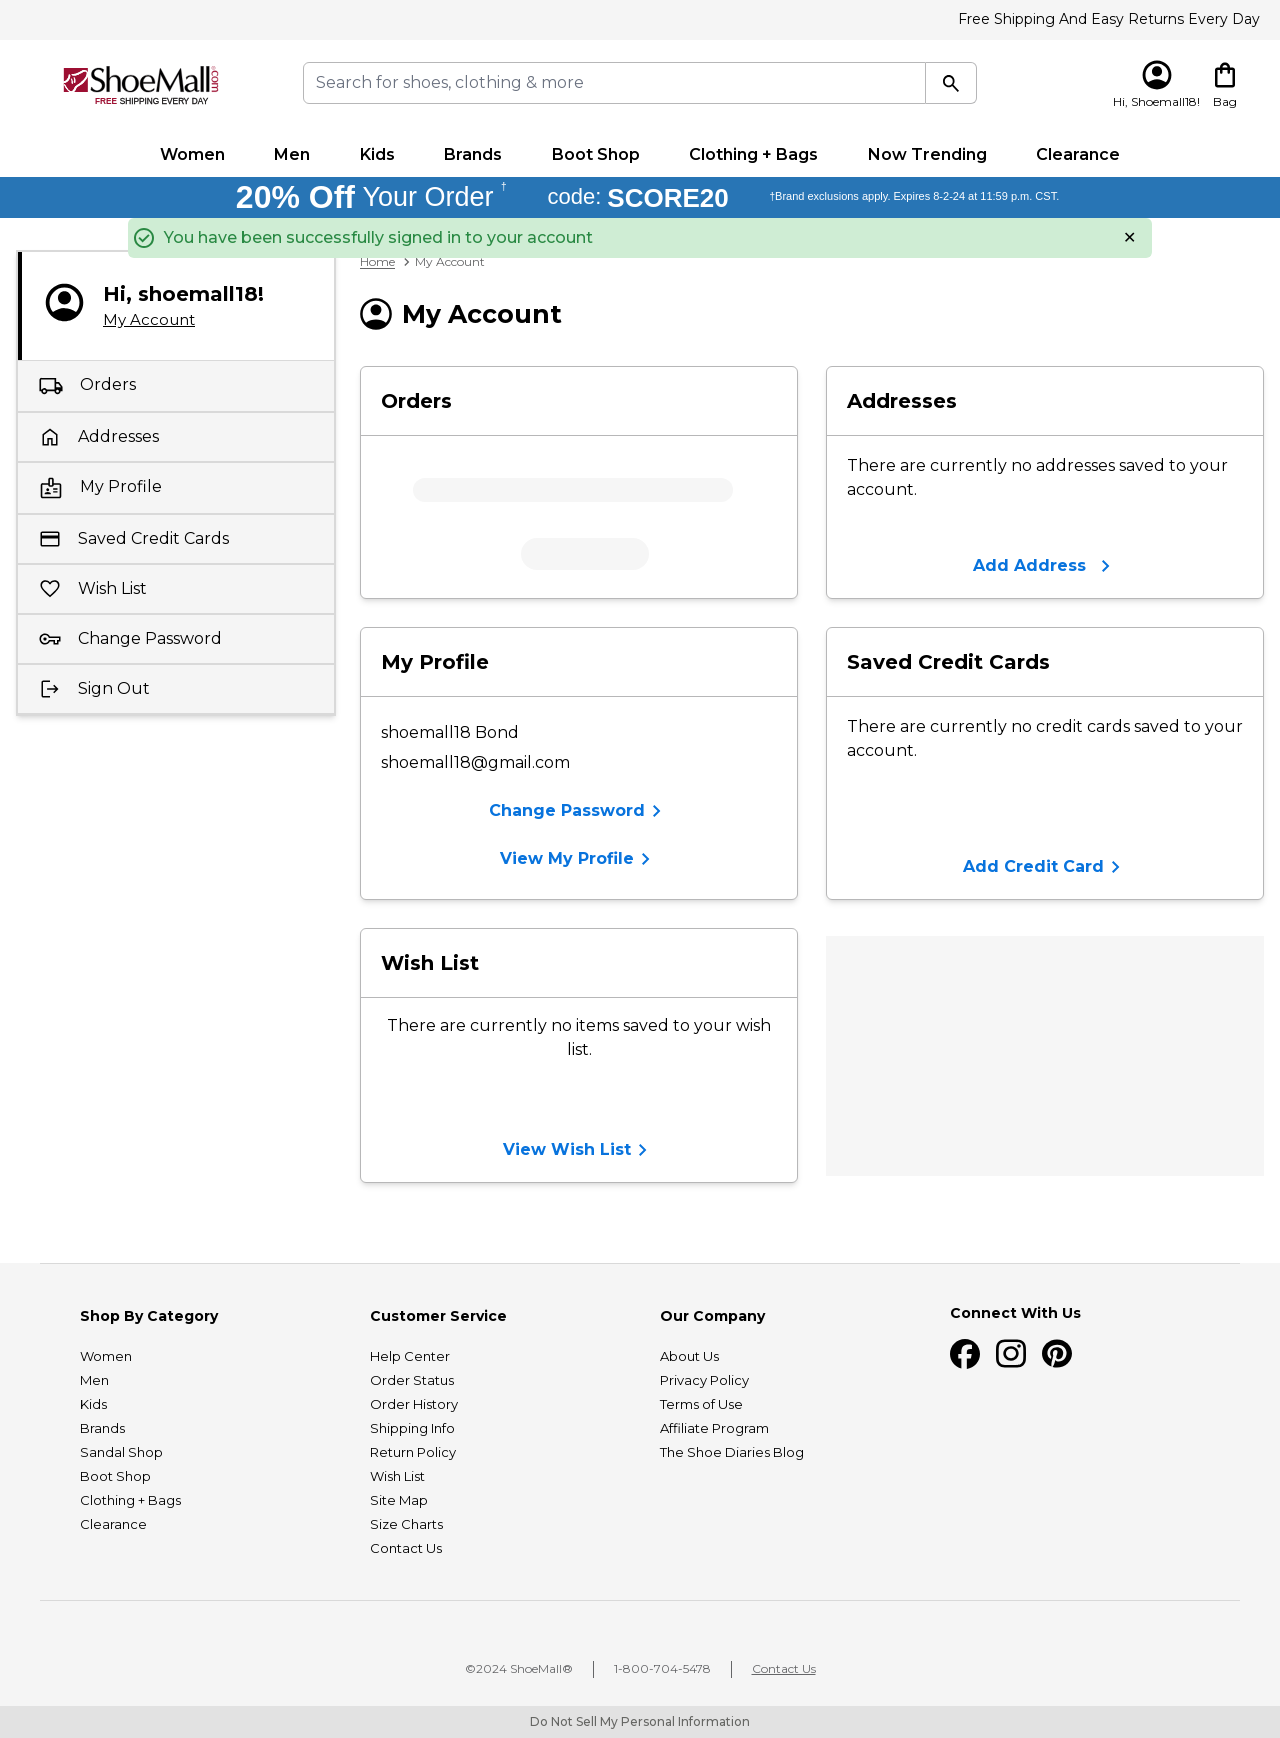 Free Shipping And Easy Returns Every Day
ShoeMall®.com
FREE SHIPPING EVERY DAY
Search for shoes, clothing & more
Hi, Shoemall18!
Bag
Women Men Kids Brands Boot Shop Clothing + Bags Now Trending Clearance
20% Off Your Order † code: SCORE20 †Brand exclusions apply. Expires 8-2-24 at 11:59 p.m. CST.
You have been successfully signed in to your account ×
Hi, shoemall18!
My Account
Orders
Addresses
My Profile
Saved Credit Cards
Wish List
Change Password
Sign Out
Home > My Account
My Account
Orders
Addresses
There are currently no addresses saved to your
account.
Add Address >
My Profile
shoemall18 Bond
shoemall18@gmail.com
Change Password >
View My Profile >
Saved Credit Cards
There are currently no credit cards saved to your
account.
Add Credit Card >
Wish List
There are currently no items saved to your wish
list.
View Wish List >
Shop By Category
Women
Men
Kids
Brands
Sandal Shop
Boot Shop
Clothing + Bags
Clearance
Customer Service
Help Center
Order Status
Order History
Shipping Info
Return Policy
Wish List
Site Map
Size Charts
Contact Us
Our Company
About Us
Privacy Policy
Terms of Use
Affiliate Program
The Shoe Diaries Blog
Connect With Us
©2024 ShoeMall® | 1-800-704-5478 | Contact Us
Do Not Sell My Personal Information